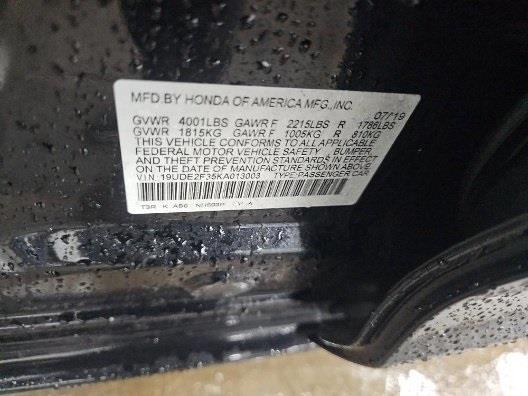 MFD.BY HONDA OF AMERICA MFG.,INC. 07/19
GVWR 4001LBS GAWR F 2215LBS R 1786LBS
GVWR 1815KG GAWR F 1005KG R 810KG
THIS VEHICLE CONFORMS TO ALL APPLICABLE
FEDERAL MOTOR VEHICLE SAFETY, BUMPER,
AND THEFT PREVENTION STANDARDS IN EFFECT
ON THE DATE OF MANUFACTURE SHOWN ABOVE.
V.I.N. 19UDE2F35KA013003 TYPE:PASSENGER CAR
T3R K A56